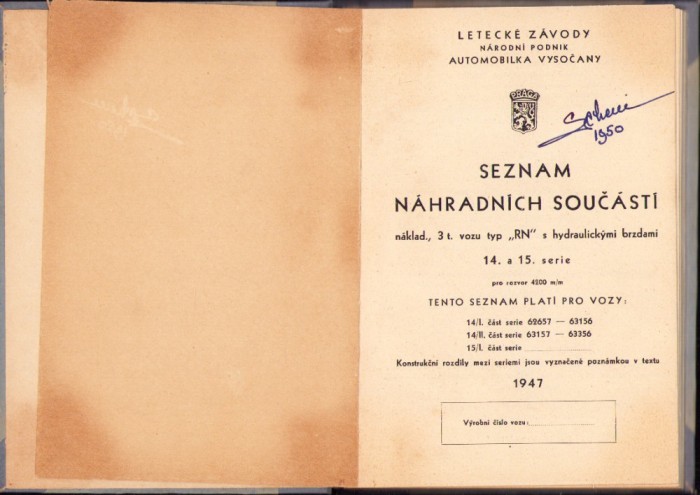 LETECKÉ ZÁVODY
NÁRODNÍ PODNIK
AUTOMOBILKA VYSOČANY
PRAGA
1950
SEZNAM
NÁHRADNÍCH SOUČÁSTÍ
náklad., 3 t. vozu typ „RN" s hydraulickými brzdami
14. a 15. serie
pro rozvor 4200 m/m
TENTO SEZNAM PLATÍ PRO VOZY:
14/I. část serie 62657 — 63156
14/II. část serie 63157 — 63356
15/I. část serie
Konstrukční rozdíly mezi seriemi jsou vyznačené poznámkou v textu
1947
Výrobní číslo vozu: